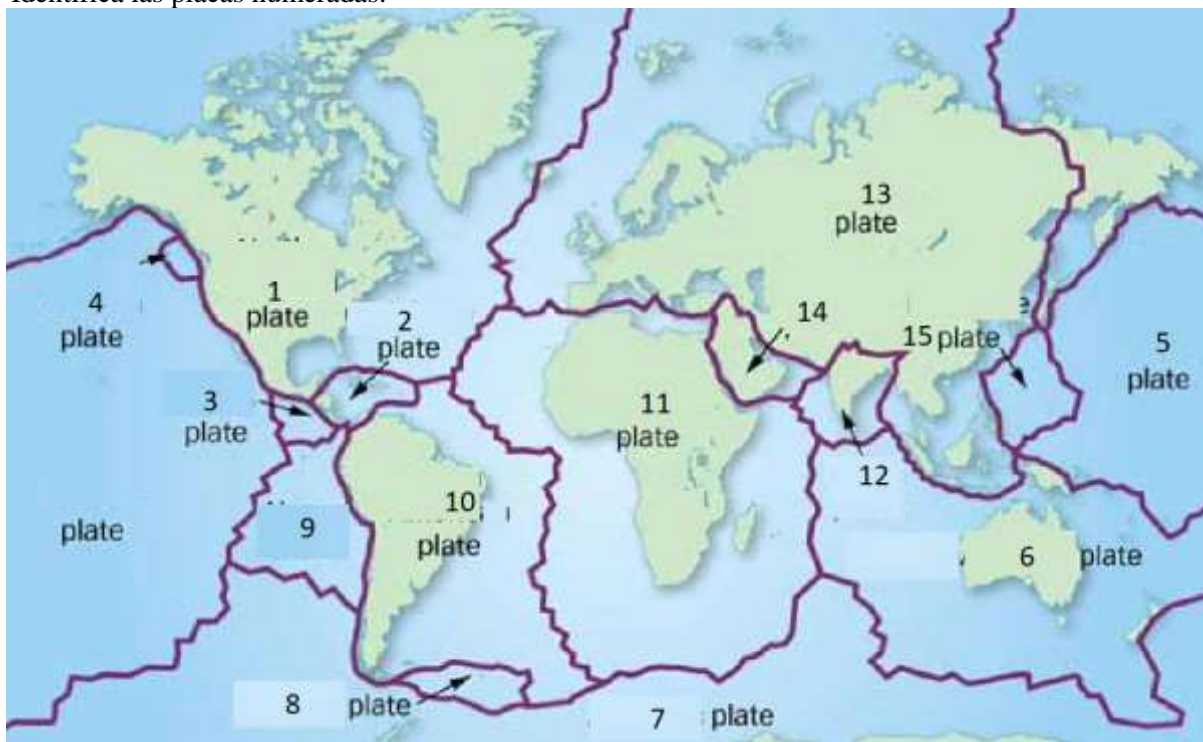 Identifica las placas numeradas.
13
plate
4
plate
1
plate
2
plate
14
15 plate
5
plate
3
plate
11
plate
12
plate
9
10
plate
6 plate
8 plate
7 plate